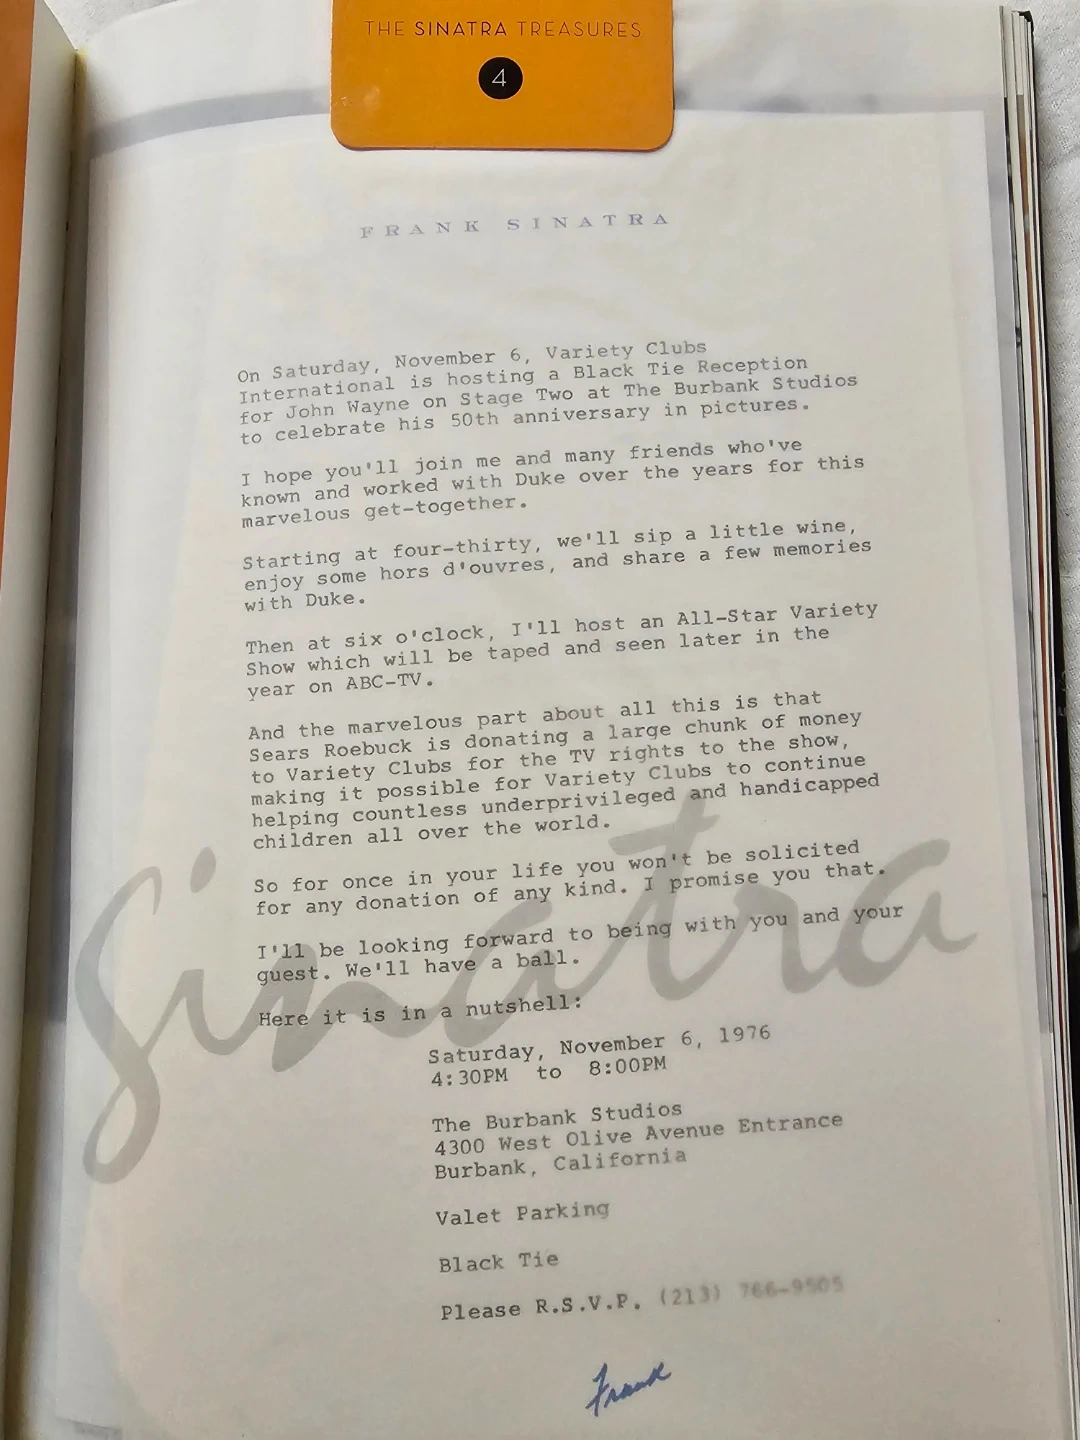 THE SINATRA TREASURES
4
FRANK SINATRA
On Saturday, November 6, Variety Clubs
International is hosting a Black Tie Reception
for John Wayne on Stage Two at The Burbank Studios
to celebrate his 50th anniversary in pictures.
I hope you'll join me and many friends who've
known and worked with Duke over the years for this
marvelous get-together.
Starting at four-thirty, we'll sip a little wine,
enjoy some hors d'ouvres, and share a few memories
with Duke.
Then at six o'clock, I'll host an All-Star Variety
Show which will be taped and seen later in the
year on ABC-TV.
And the marvelous part about all this is that
Sears Roebuck is donating a large chunk of money
to Variety Clubs for the TV rights to the show,
making it possible for Variety Clubs to continue
helping countless underprivileged and handicapped
children all over the world.
So for once in your life you won't be solicited
for any donation of any kind. I promise you that.
I'll be looking forward to being with you and your
guest. We'll have a ball.
Here it is in a nutshell:
Saturday, November 6, 1976
4:30PM to 8:00PM
The Burbank Studios
4300 West Olive Avenue Entrance
Burbank, California
Valet Parking
Black Tie
Please R.S.V.P. (213) 766-9505
Frank
sinatra